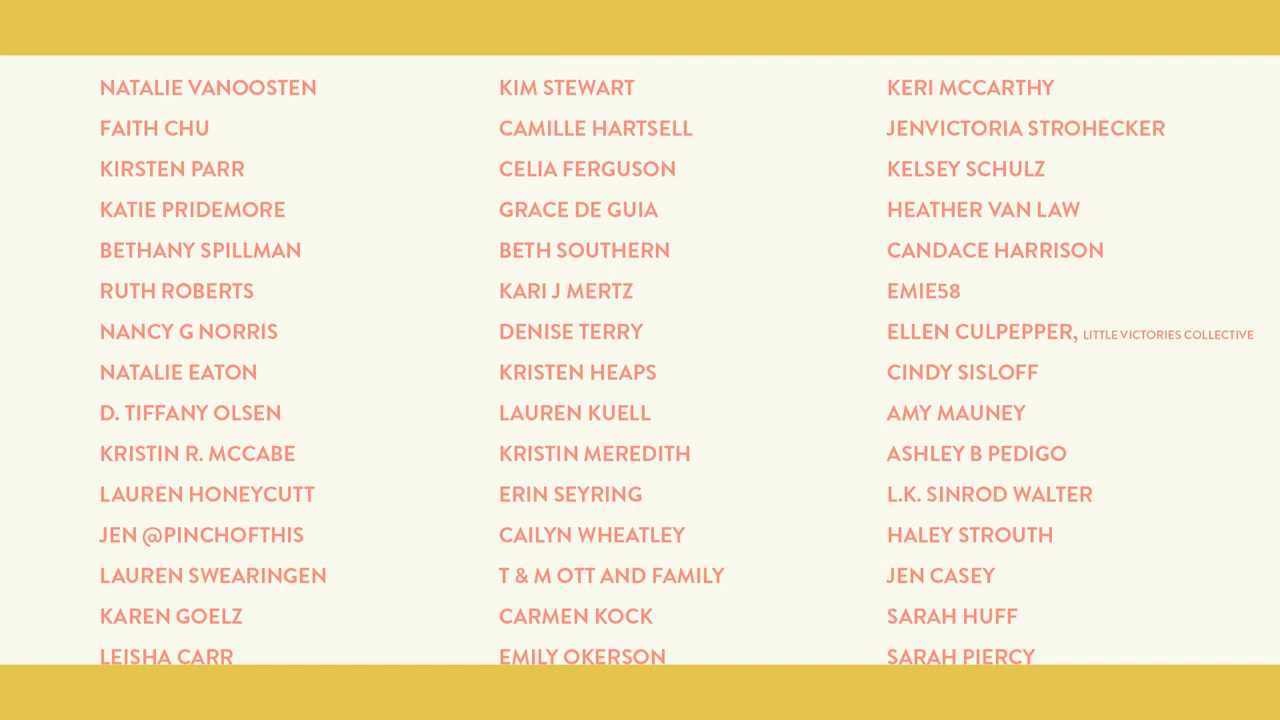 NATALIE VANOOSTEN
FAITH CHU
KIRSTEN PARR
KATIE PRIDEMORE
BETHANY SPILLMAN
RUTH ROBERTS
NANCY G NORRIS
NATALIE EATON
D. TIFFANY OLSEN
KRISTIN R. MCCABE
LAUREN HONEYCUTT
JEN @PINCHOFTHIS
LAUREN SWEARINGEN
KAREN GOELZ
LEISHA CARR
KIM STEWART
CAMILLE HARTSELL
CELIA FERGUSON
GRACE DE GUIA
BETH SOUTHERN
KARI J MERTZ
DENISE TERRY
KRISTEN HEAPS
LAUREN KUELL
KRISTIN MEREDITH
ERIN SEYRING
CAILYN WHEATLEY
T & M OTT AND FAMILY
CARMEN KOCK
EMILY OKERSON
KERI MCCARTHY
JENVICTORIA STROHECKER
KELSEY SCHULZ
HEATHER VAN LAW
CANDACE HARRISON
EMIE58
ELLEN CULPEPPER, LITTLE VICTORIES COLLECTIVE
CINDY SISLOFF
AMY MAUNEY
ASHLEY B PEDIGO
L.K. SINROD WALTER
HALEY STROUTH
JEN CASEY
SARAH HUFF
SARAH PIERCY